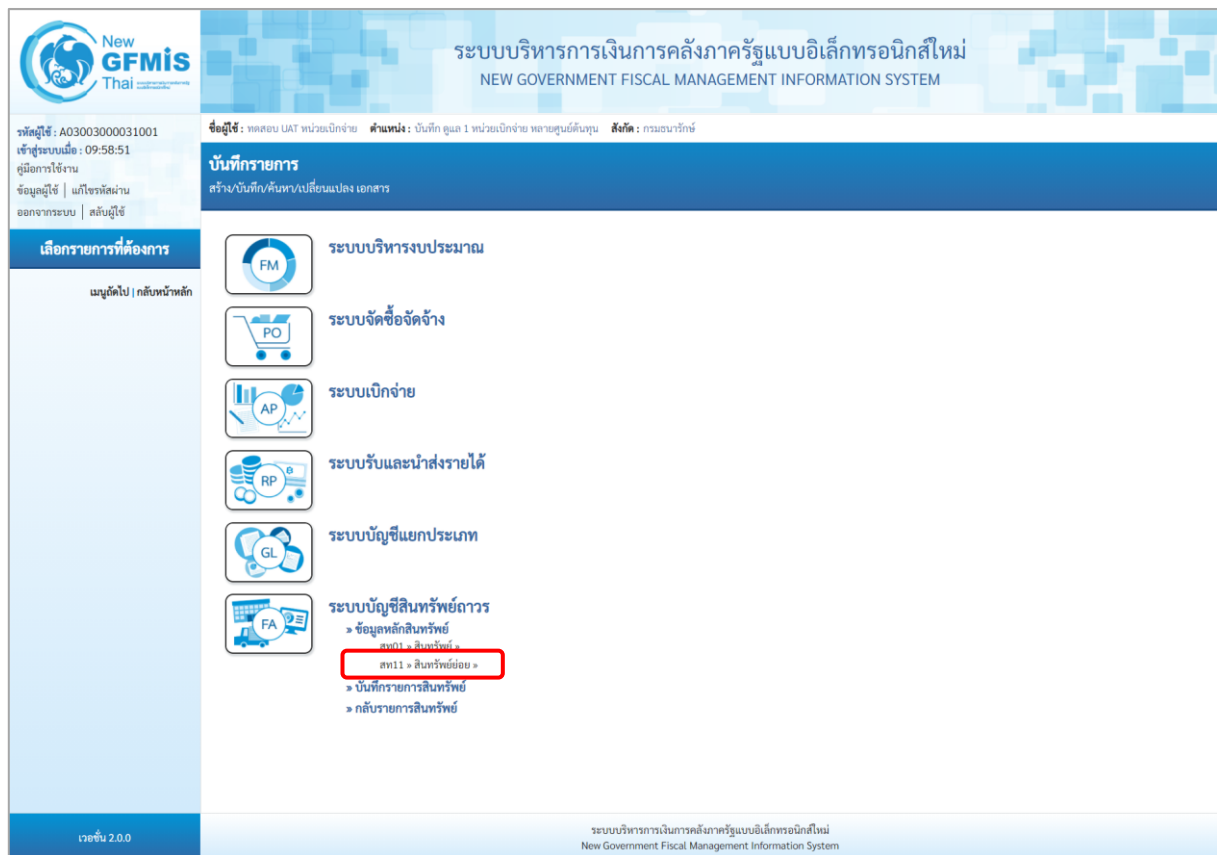 New
GFMiS
Thai
ระบบบริหารการเงินการคลังภาครัฐแบบอิเล็กทรอนิกส์ใหม่
NEW GOVERNMENT FISCAL MANAGEMENT INFORMATION SYSTEM
รหัสผู้ใช้ : A03003000031001
เข้าสู่ระบบเมื่อ : 09:58:51
คู่มือการใช้งาน
ข้อมูลผู้ใช้ | แก้ไขรหัสผ่าน
ออกจากระบบ | สลับผู้ใช้
ชื่อผู้ใช้ : ทดสอบ UAT หน่วยเบิกจ่าย ตำแหน่ง : บันทึก ดูแล 1 หน่วยเบิกจ่าย หลายศูนย์ต้นทุน สังกัด : กรมธนารักษ์
บันทึกรายการ
สร้าง/บันทึก/ค้นหา/เปลี่ยนแปลง เอกสาร
เลือกรายการที่ต้องการ
เมนูถัดไป | กลับหน้าหลัก
FM
ระบบบริหารงบประมาณ
PO
ระบบจัดซื้อจัดจ้าง
AP
ระบบเบิกจ่าย
RP
ระบบรับและนำส่งรายได้
GL
ระบบบัญชีแยกประเภท
FA
ระบบบัญชีสินทรัพย์ถาวร
» ข้อมูลหลักสินทรัพย์
สท01 » สินทรัพย์ »
สท11 » สินทรัพย์ย่อย »
» บันทึกรายการสินทรัพย์
» กลับรายการสินทรัพย์
เวอชั่น 2.0.0
ระบบบริหารการเงินการคลังภาครัฐแบบอิเล็กทรอนิกส์ใหม่
New Government Fiscal Management Information System